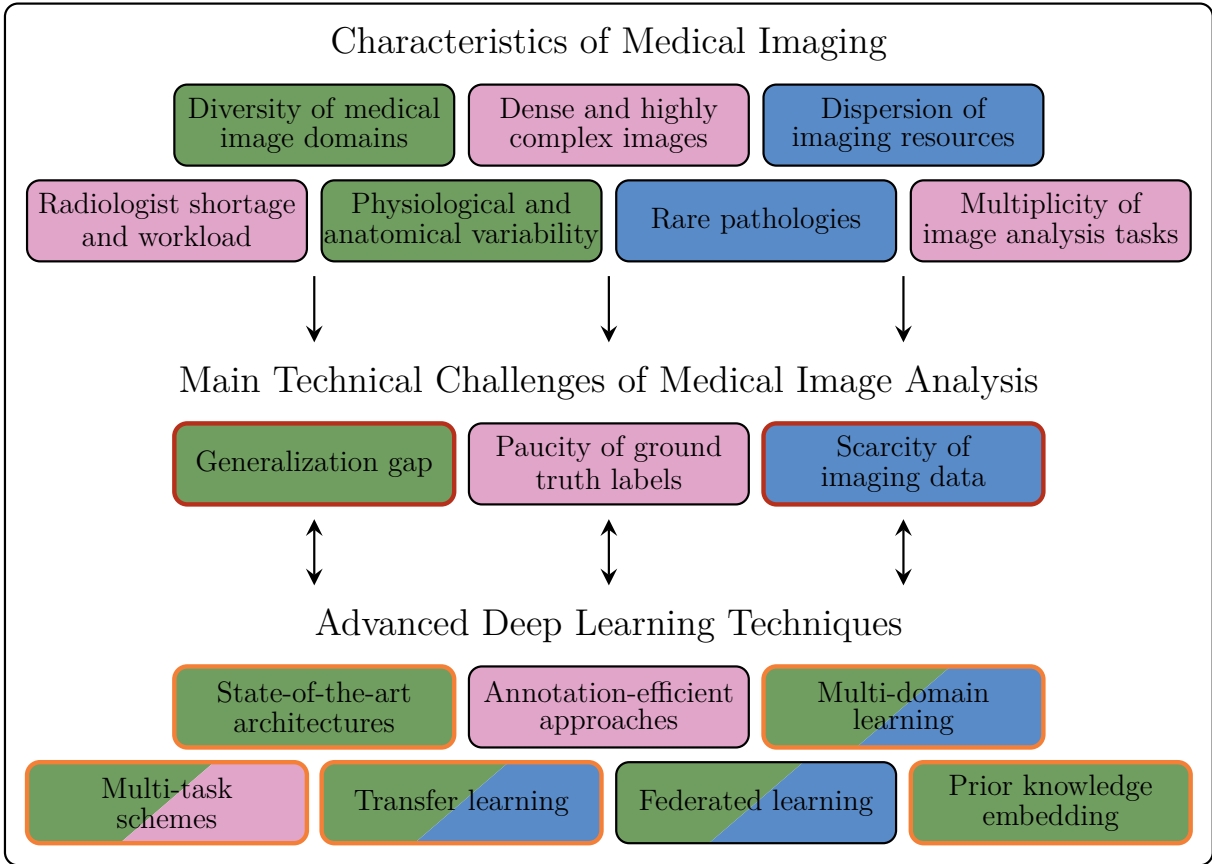 Characteristics of Medical Imaging
Diversity of medical
image domains
Dense and highly
complex images
Dispersion of
imaging resources
Radiologist shortage
and workload
Physiological and
anatomical variability
Rare pathologies
Multiplicity of
image analysis tasks
Main Technical Challenges of Medical Image Analysis
Generalization gap
Paucity of ground
truth labels
Scarcity of
imaging data
Advanced Deep Learning Techniques
State-of-the-art
architectures
Annotation-efficient
approaches
Multi-domain
learning
Multi-task
schemes
Transfer learning
Federated learning
Prior knowledge
embedding